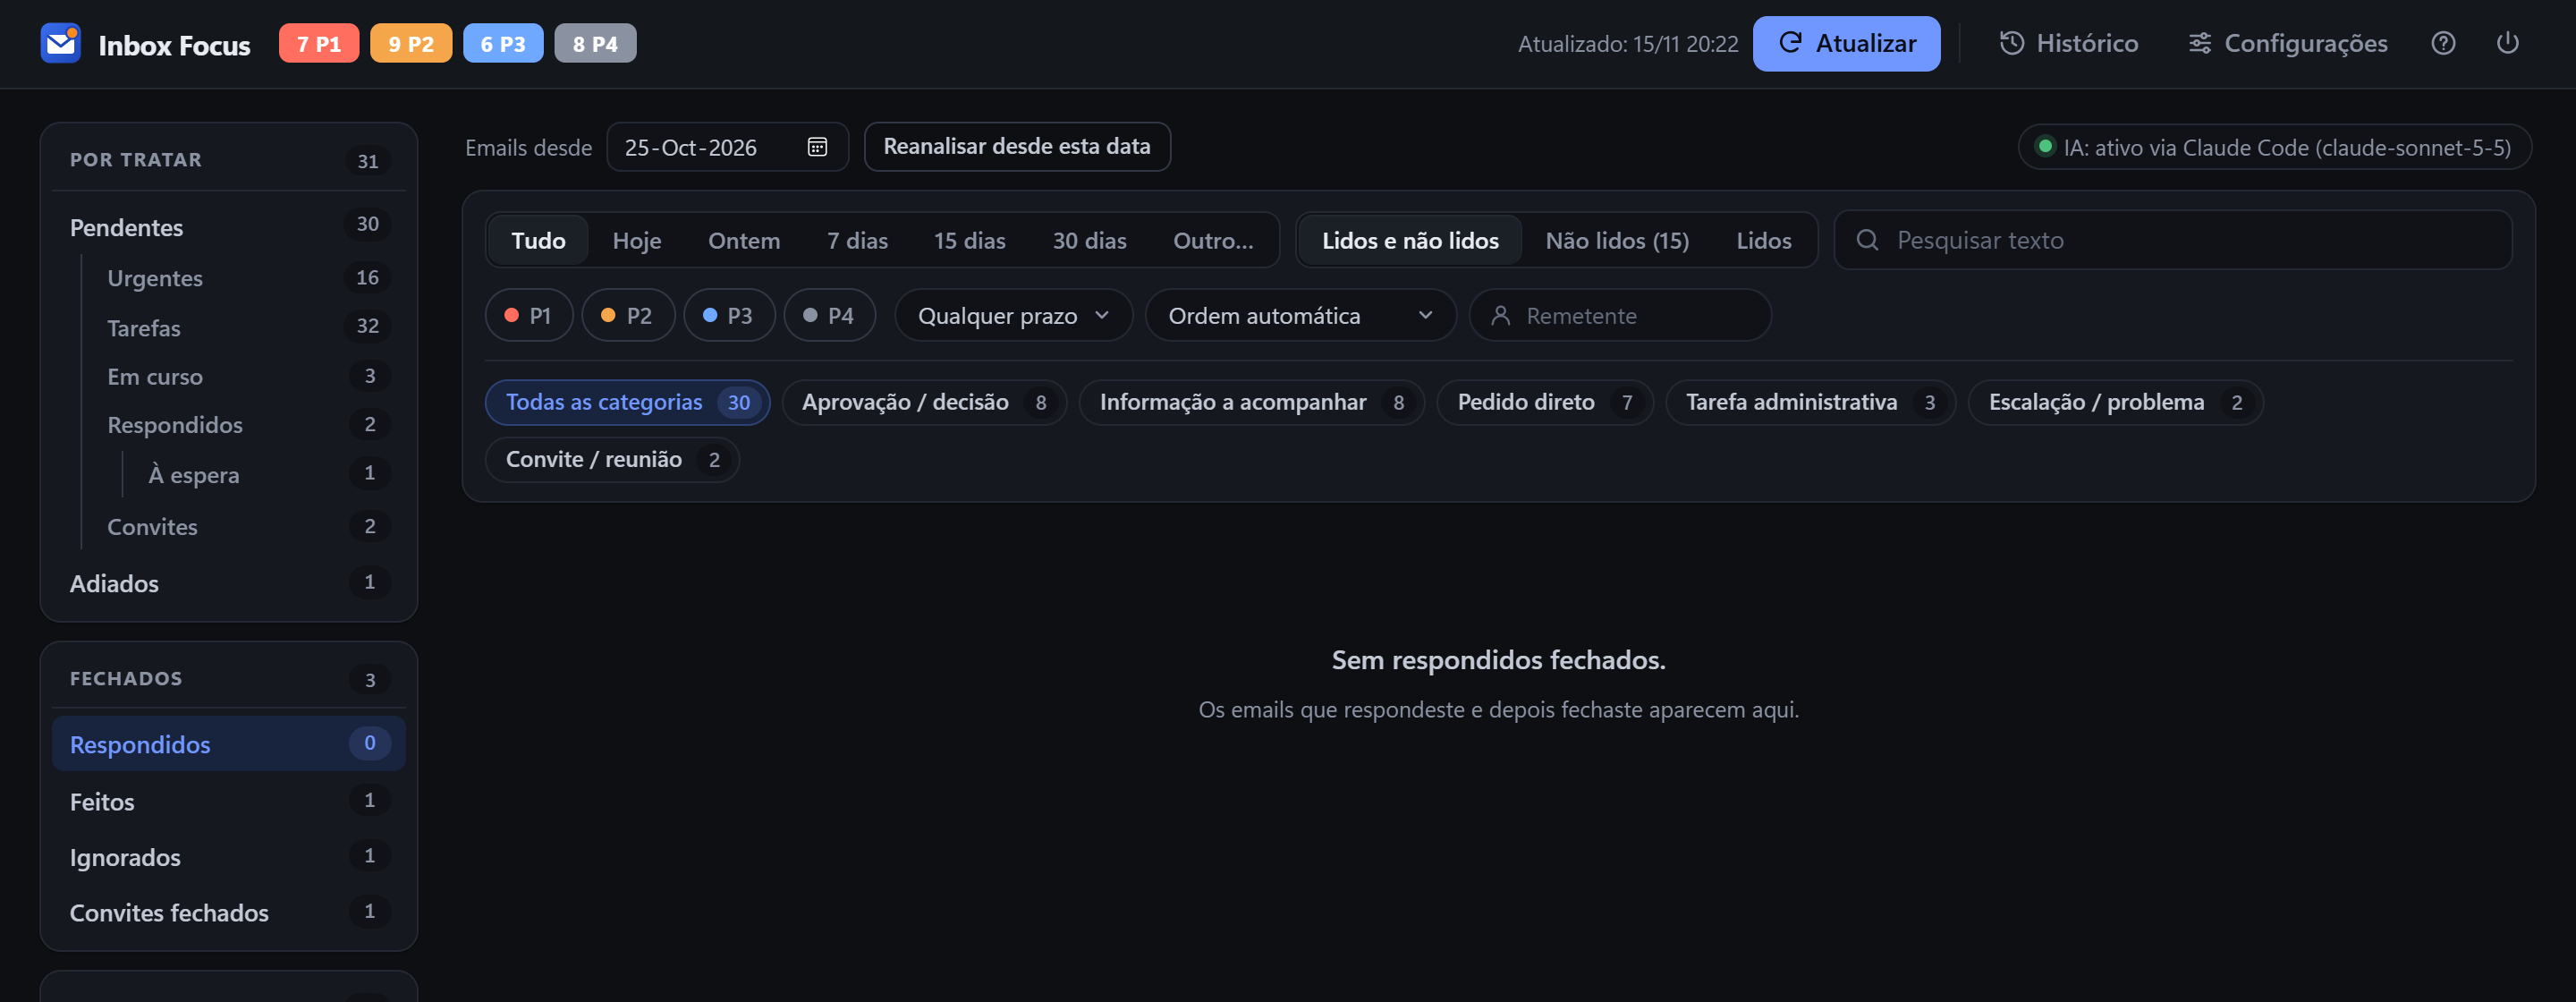 Inbox Focus 7 P1 9 P2 6 P3 8 P4 Atualizado: 15/11 20:22 Atualizar Histórico Configurações
POR TRATAR 31
Pendentes 30
Urgentes 16
Tarefas 32
Em curso 3
Respondidos 2
À espera 1
Convites 2
Adiados 1
FECHADOS 3
Respondidos 0
Feitos 1
Ignorados 1
Convites fechados 1
Emails desde 25-Oct-2026 Reanalisar desde esta data IA: ativo via Claude Code (claude-sonnet-5-5)
Tudo Hoje Ontem 7 dias 15 dias 30 dias Outro... Lidos e não lidos Não lidos (15) Lidos Pesquisar texto
P1 P2 P3 P4 Qualquer prazo Ordem automática Remetente
Todas as categorias 30 Aprovação / decisão 8 Informação a acompanhar 8 Pedido direto 7 Tarefa administrativa 3 Escalação / problema 2
Convite / reunião 2
Sem respondidos fechados.
Os emails que respondeste e depois fechaste aparecem aqui.